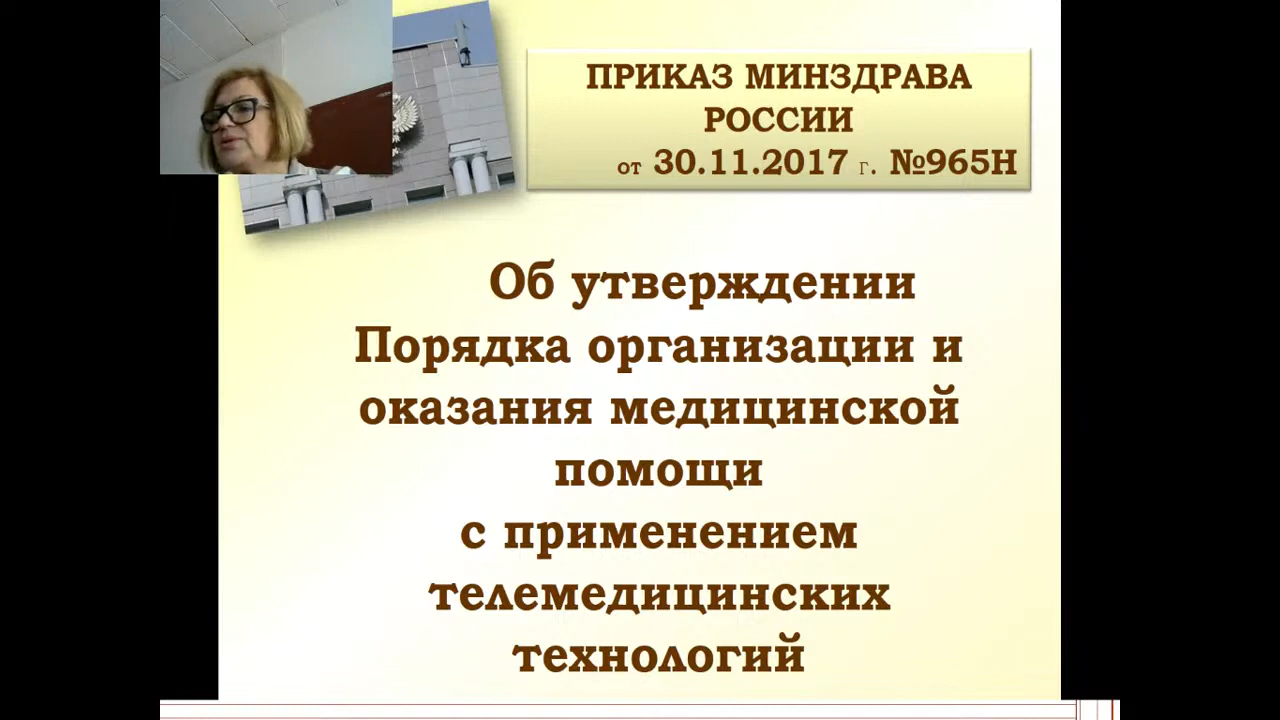 ПРИКАЗ МИНЗДРАВА
РОССИИ
от 30.11.2017 г. №965Н
Об утверждении
Порядка организации и
оказания медицинской
помощи
с применением
телемедицинских
технологий